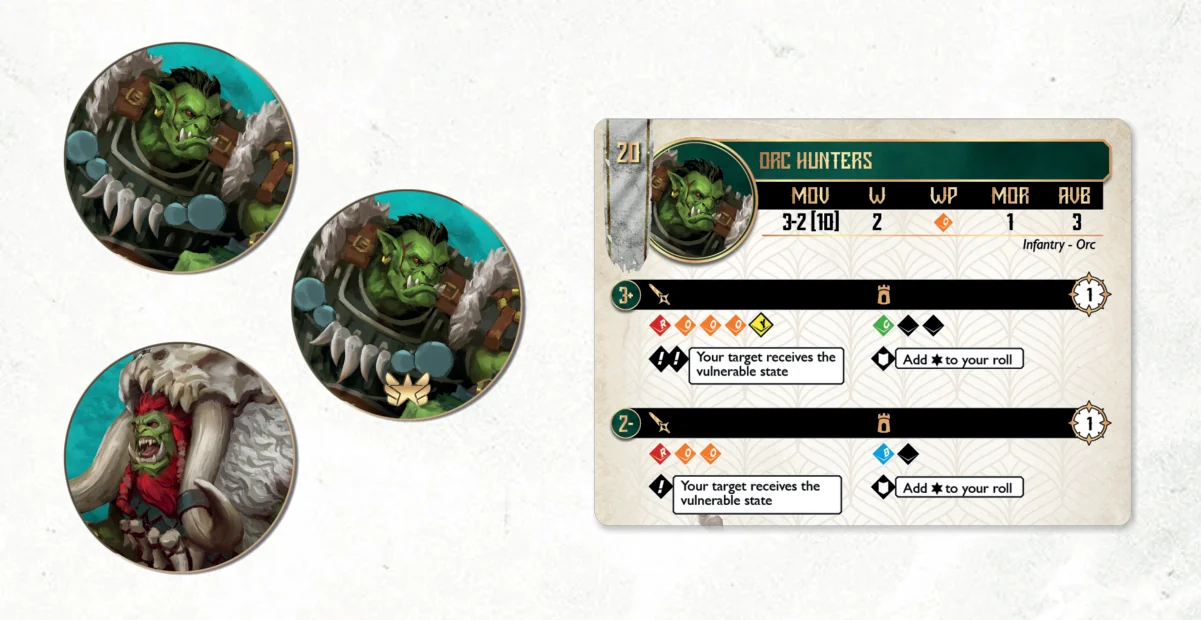 20
ORC HUNTERS
MOV W WP MOR AVB
3-2 [10] 2 O 1 3
Infantry - Orc
3+ 1
R O O O Y G
! ! Your target receives the
vulnerable state
Add to your roll
2- 1
R O O B
! Your target receives the
vulnerable state
Add to your roll